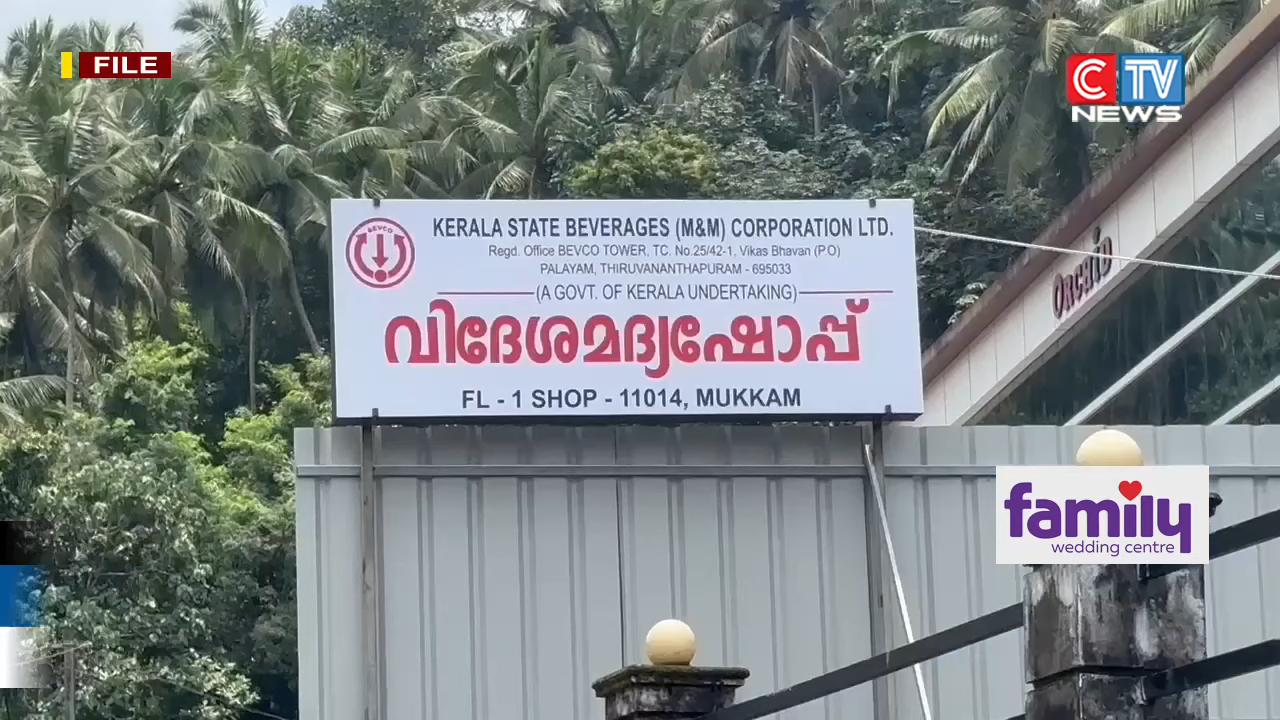 FILE
CTV
NEWS
BEVCO
KERALA STATE BEVERAGES (M&M) CORPORATION LTD.
Regd. Office BEVCO TOWER, TC. No.25/42-1, Vikas Bhavan (P.O)
PALAYAM, THIRUVANANTHAPURAM - 695033
(A GOVT. OF KERALA UNDERTAKING)
വിദേശമദ്യഷോപ്പ്
FL - 1 SHOP - 11014, MUKKAM
ORCHID
family
wedding centre